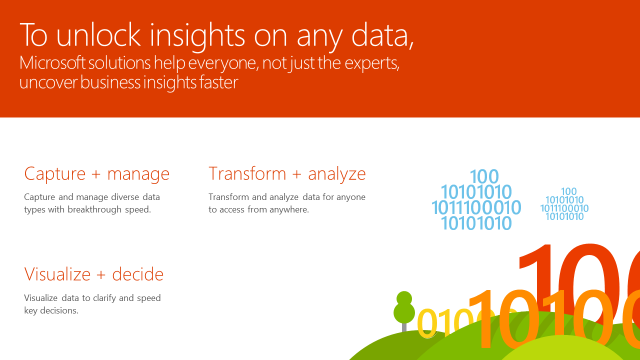 To unlock insights on any data,
Microsoft solutions help everyone, not just the experts,
uncover business insights faster
Capture + manage
Capture and manage diverse data
types with breakthrough speed.
Transform + analyze
Transform and analyze data for anyone
to access from anywhere.
Visualize + decide
Visualize data to clarify and speed
key decisions.
100
10101010
1011100010
10101010
100
10101010
1011100010
10101010
100
10100